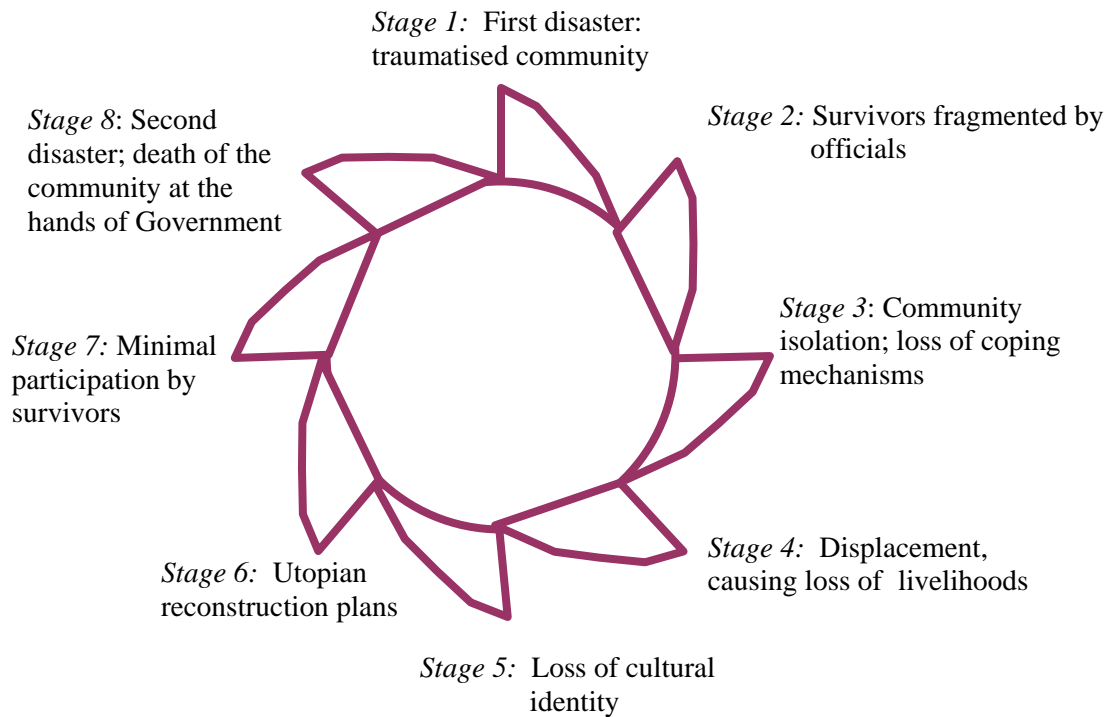 Stage 1: First disaster:
traumatised community
Stage 2: Survivors fragmented by
officials
Stage 3: Community
isolation; loss of coping
mechanisms
Stage 4: Displacement,
causing loss of livelihoods
Stage 5: Loss of cultural
identity
Stage 6: Utopian
reconstruction plans
Stage 7: Minimal
participation by
survivors
Stage 8: Second
disaster; death of the
community at the
hands of Government